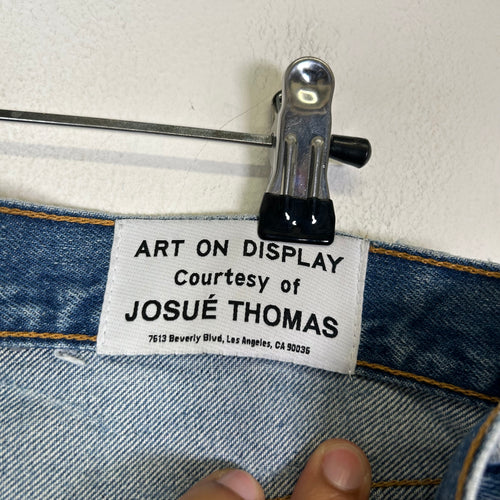 ART ON DISPLAY
Courtesy of
JOSUÉ THOMAS
7613 Beverly Blvd, Los Angeles, CA 90036